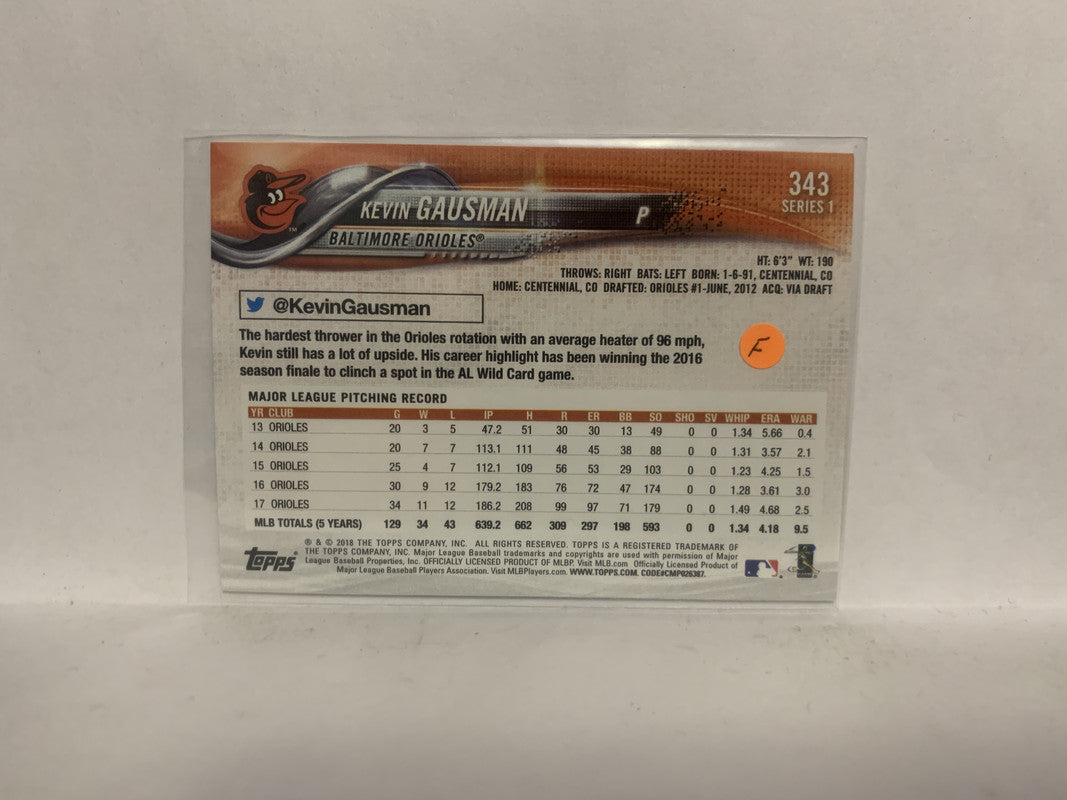 343
SERIES 1
KEVIN GAUSMAN P
BALTIMORE ORIOLES®
TM
HT: 6'3" WT: 190
THROWS: RIGHT BATS: LEFT BORN: 1-6-91, CENTENNIAL, CO
HOME: CENTENNIAL, CO DRAFTED: ORIOLES #1-JUNE, 2012 ACQ: VIA DRAFT
@KevinGausman
The hardest thrower in the Orioles rotation with an average heater of 96 mph,
Kevin still has a lot of upside. His career highlight has been winning the 2016
season finale to clinch a spot in the AL Wild Card game.
F
MAJOR LEAGUE PITCHING RECORD
YR CLUB G W L IP H R ER BB SO SHO SV WHIP ERA WAR
13 ORIOLES 20 3 5 47.2 51 30 30 13 49 0 0 1.34 5.66 0.4
14 ORIOLES 20 7 7 113.1 111 48 45 38 88 0 0 1.31 3.57 2.1
15 ORIOLES 25 4 7 112.1 109 56 53 29 103 0 0 1.23 4.25 1.5
16 ORIOLES 30 9 12 179.2 183 76 72 47 174 0 0 1.28 3.61 3.0
17 ORIOLES 34 11 12 186.2 208 99 97 71 179 0 0 1.49 4.68 2.5
MLB TOTALS (5 YEARS) 129 34 43 639.2 662 309 297 198 593 0 0 1.34 4.18 9.5
Topps
® & © 2018 THE TOPPS COMPANY, INC. ALL RIGHTS RESERVED. TOPPS IS A REGISTERED TRADEMARK OF
THE TOPPS COMPANY, INC. Major League Baseball trademarks and copyrights are used with permission of Major
League Baseball Properties, Inc. OFFICIALLY LICENSED PRODUCT OF MLBP. Visit MLB.com Officially Licensed Product of
Major League Baseball Players Association. Visit MLBPlayers.com. WWW.TOPPS.COM. CODE#CMP026387.